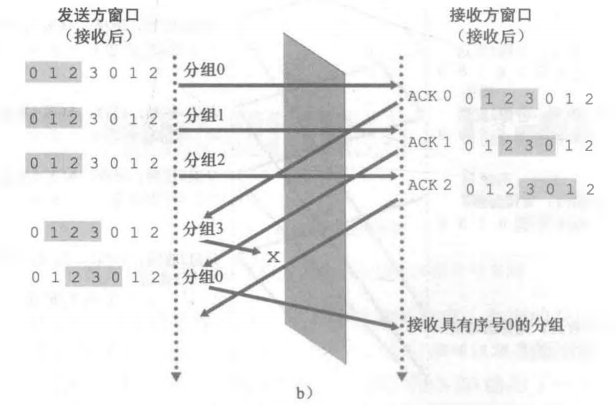 发送方窗口
（接收后）
接收方窗口
（接收后）
0 1 2 3 0 1 2
分组0
ACK 0 0 1 2 3 0 1 2
0 1 2 3 0 1 2
分组1
ACK 1 0 1 2 3 0 1 2
0 1 2 3 0 1 2
分组2
ACK 2 0 1 2 3 0 1 2
0 1 2 3 0 1 2
分组3
X
0 1 2 3 0 1 2
分组0
接收具有序号0的分组
b）